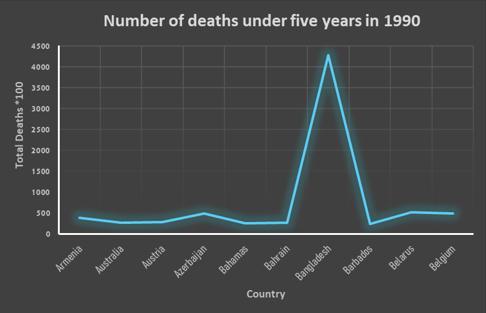 Number of deaths under five years in 1990
Total Deaths *100
4500
4000
3500
3000
2500
2000
1500
1000
500
0
Armenia
Australia
Austria
Azerbaijan
Bahamas
Bahrain
Bangladesh
Barbados
Belarus
Belgium
Country